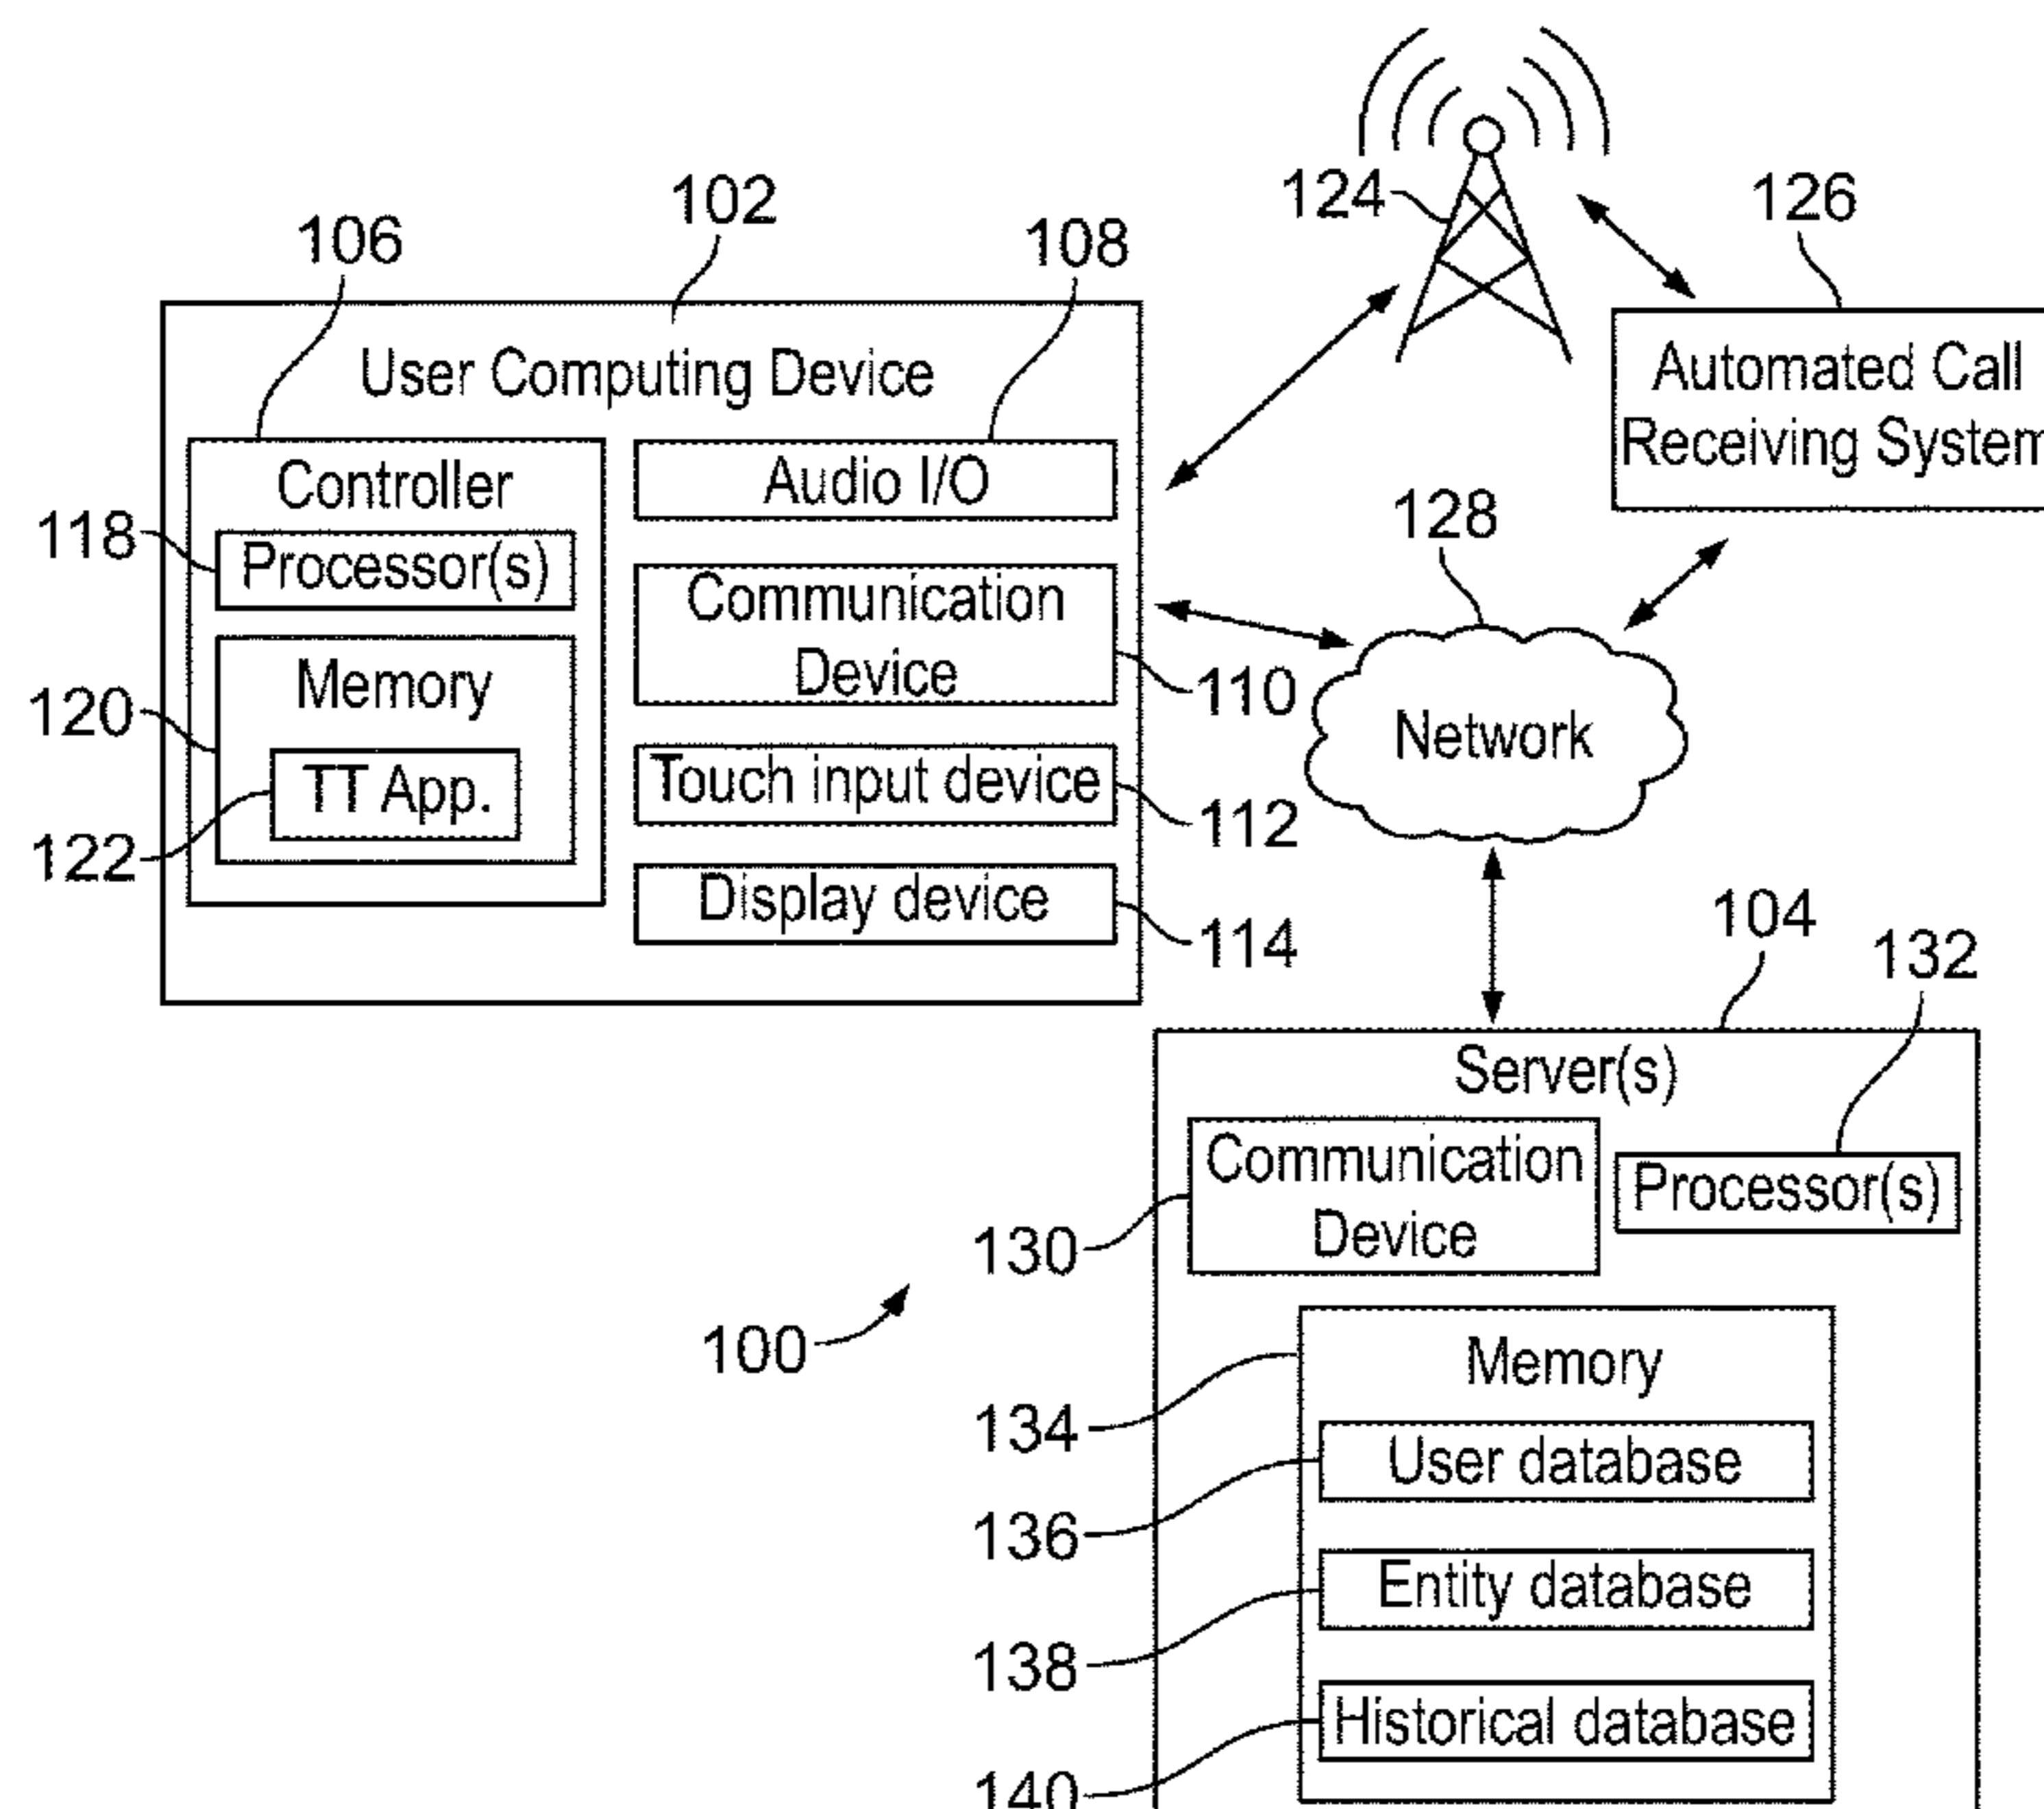 102
106
108
124
126
User Computing Device
Automated Call
Receiving System
Controller
Audio I/O
118
Processor(s)
128
Communication
Device
110
Memory
120
Network
TT App.
Touch input device
112
122
Display device
114
104
132
Server(s)
Communication
Device
Processor(s)
130
100
Memory
134
User database
136
Entity database
138
Historical database
140